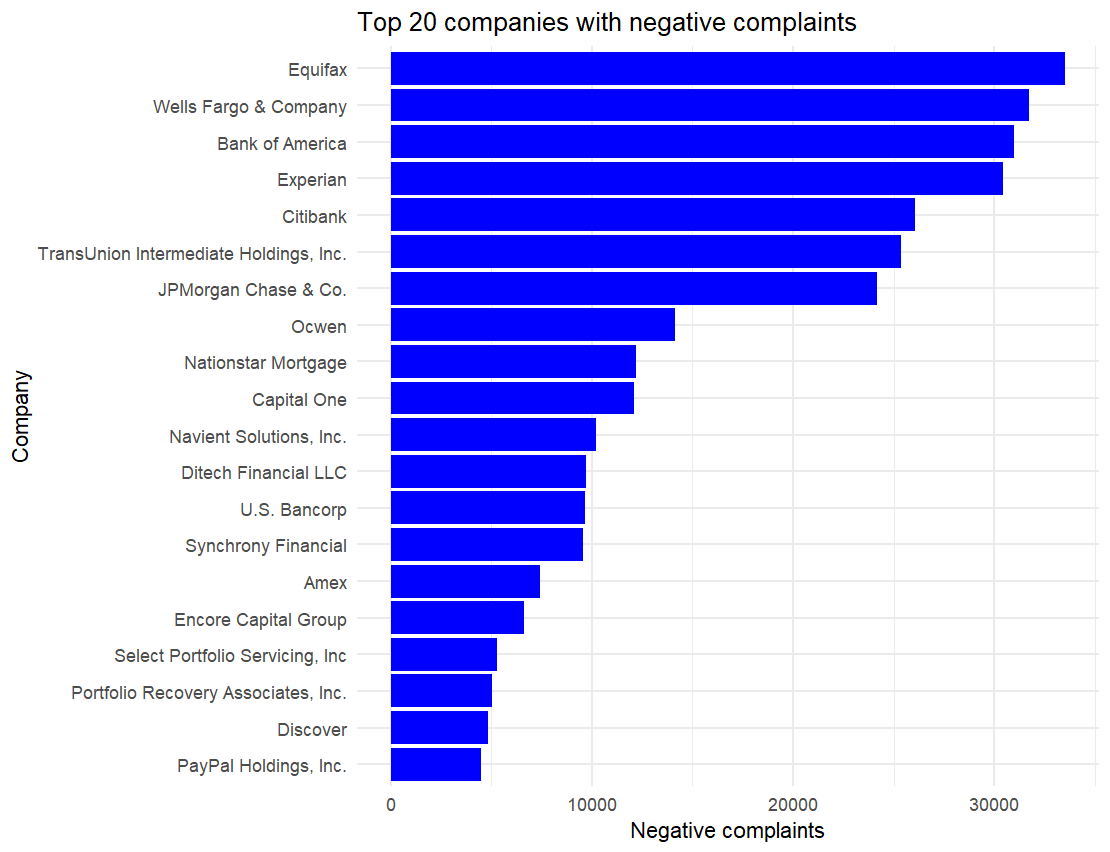 Top 20 companies with negative complaints
Equifax
Wells Fargo & Company
Bank of America
Experian
Citibank
TransUnion Intermediate Holdings, Inc.
JPMorgan Chase & Co.
Ocwen
Nationstar Mortgage
Capital One
Navient Solutions, Inc.
Ditech Financial LLC
U.S. Bancorp
Synchrony Financial
Amex
Encore Capital Group
Select Portfolio Servicing, Inc
Portfolio Recovery Associates, Inc.
Discover
PayPal Holdings, Inc.
Company
0 10000 20000 30000
Negative complaints